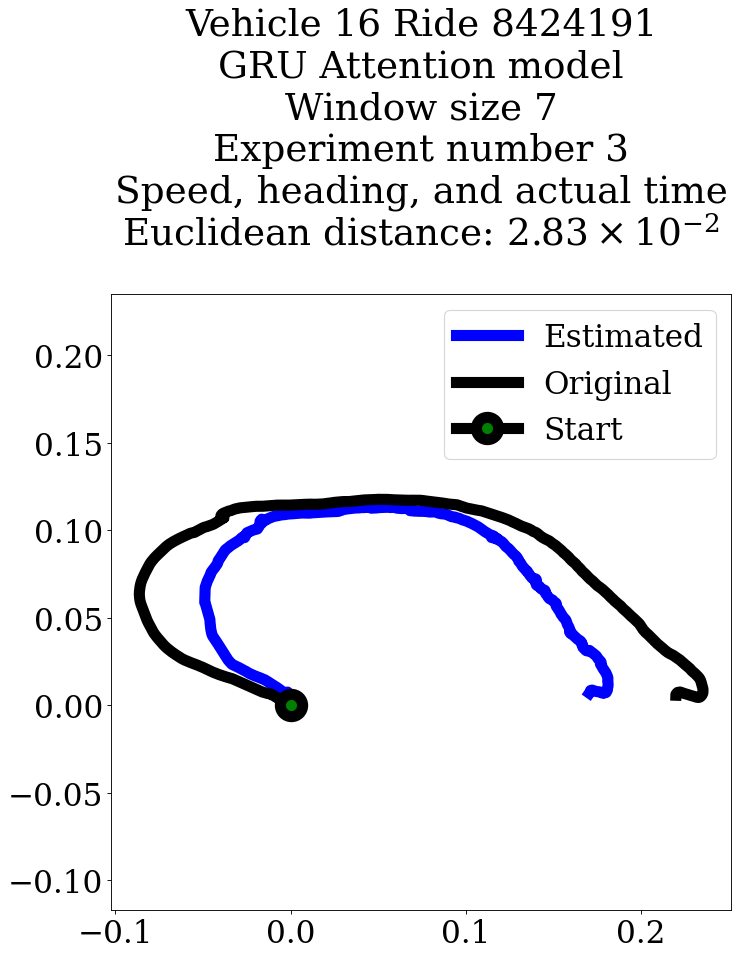 Vehicle 16 Ride 8424191
GRU Attention model
Window size 7
Experiment number 3
Speed, heading, and actual time
Euclidean distance: 2.83 × 10⁻²
Estimated
Original
Start
0.20
0.15
0.10
0.05
0.00
−0.05
−0.10
−0.1 0.0 0.1 0.2